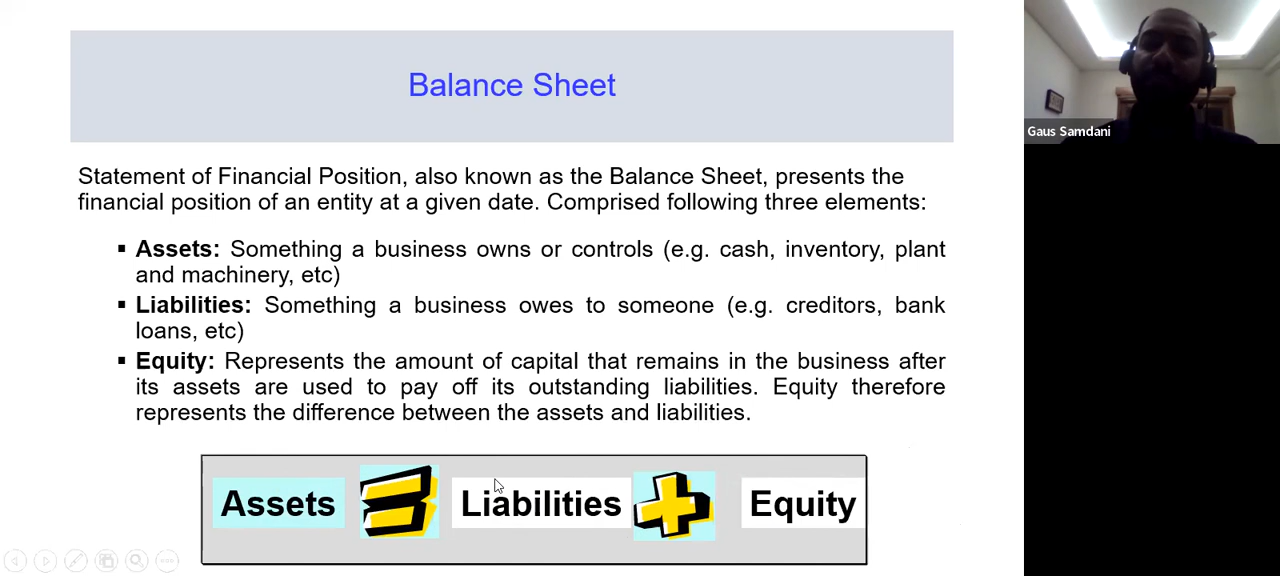 Balance Sheet
Gaus Samdani
Statement of Financial Position, also known as the Balance Sheet, presents the
financial position of an entity at a given date. Comprised following three elements:
▪ Assets: Something a business owns or controls (e.g. cash, inventory, plant
and machinery, etc)
▪ Liabilities: Something a business owes to someone (e.g. creditors, bank
loans, etc)
▪ Equity: Represents the amount of capital that remains in the business after
its assets are used to pay off its outstanding liabilities. Equity therefore
represents the difference between the assets and liabilities.
Assets = Liabilities + Equity